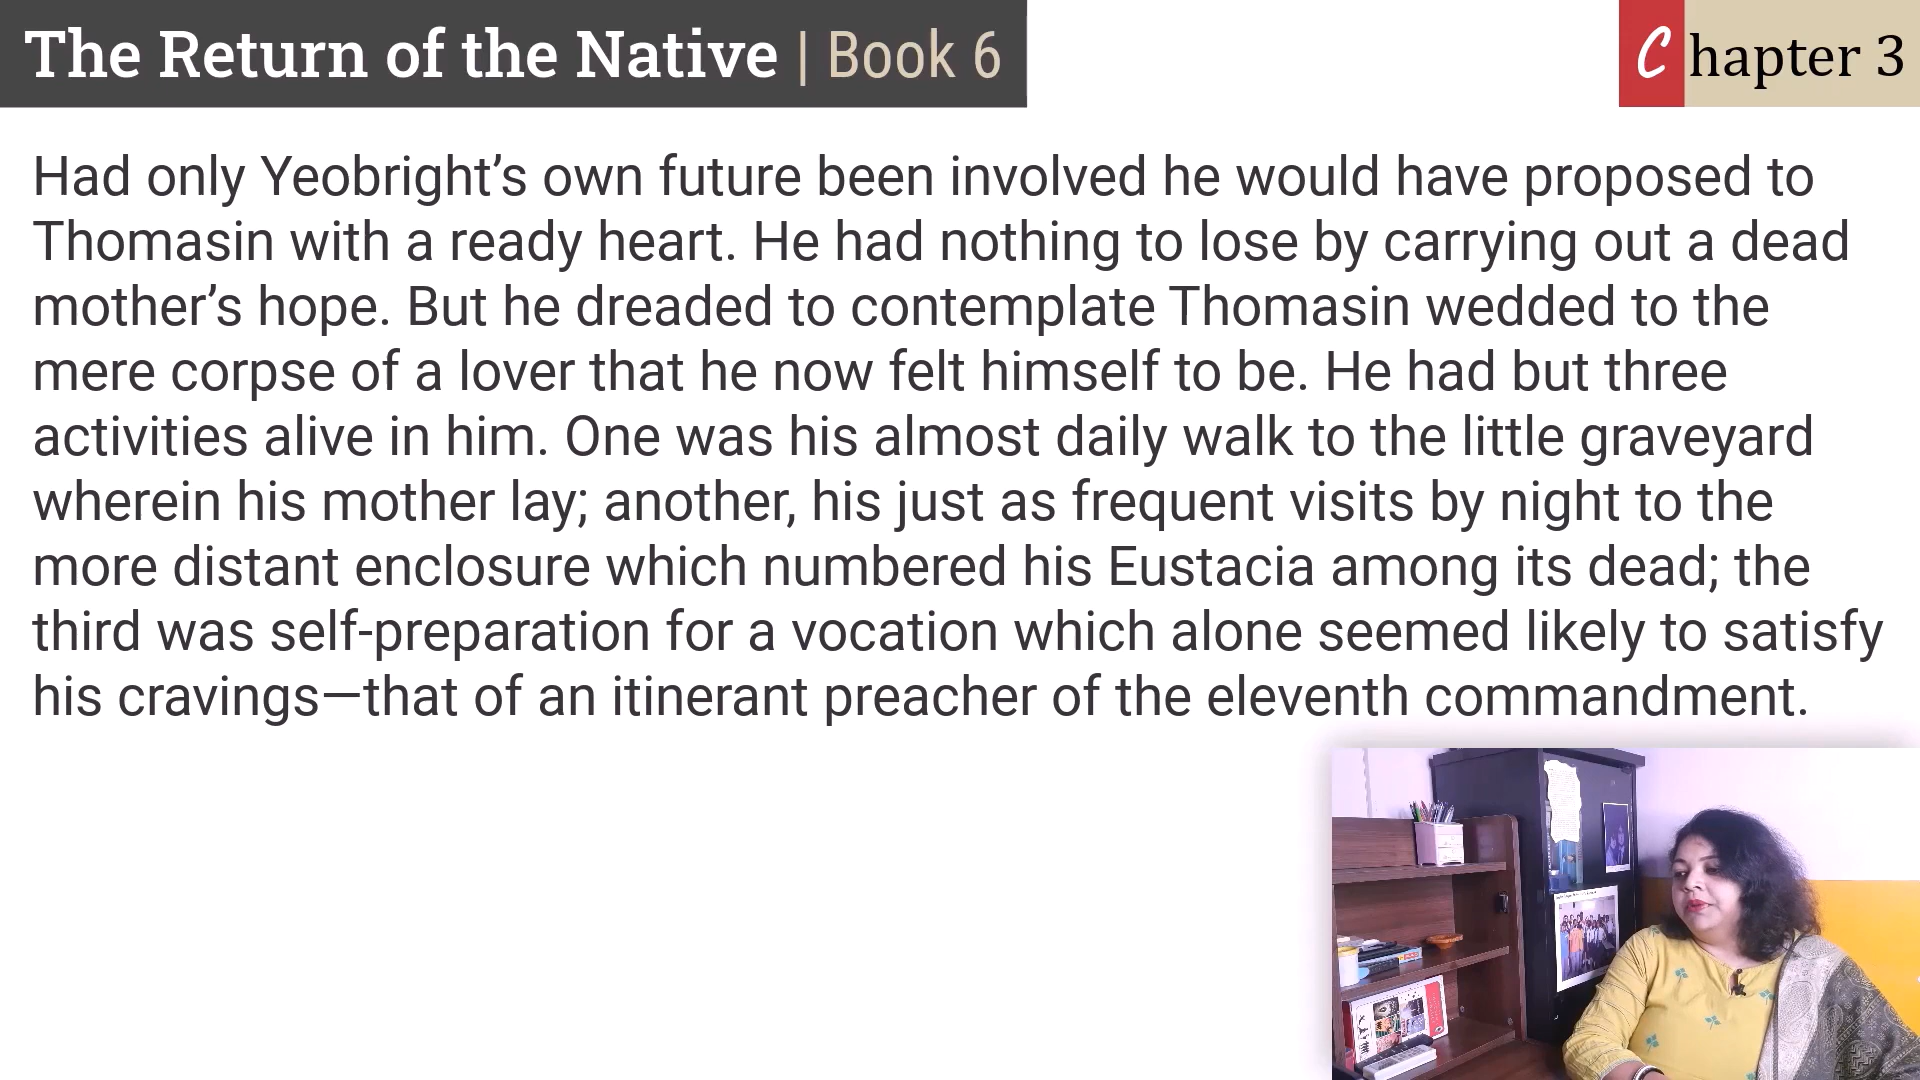 The Return of the Native | Book 6
Chapter 3
Had only Yeobright’s own future been involved he would have proposed to
Thomasin with a ready heart. He had nothing to lose by carrying out a dead
mother’s hope. But he dreaded to contemplate Thomasin wedded to the
mere corpse of a lover that he now felt himself to be. He had but three
activities alive in him. One was his almost daily walk to the little graveyard
wherein his mother lay; another, his just as frequent visits by night to the
more distant enclosure which numbered his Eustacia among its dead; the
third was self-preparation for a vocation which alone seemed likely to satisfy
his cravings—that of an itinerant preacher of the eleventh commandment.